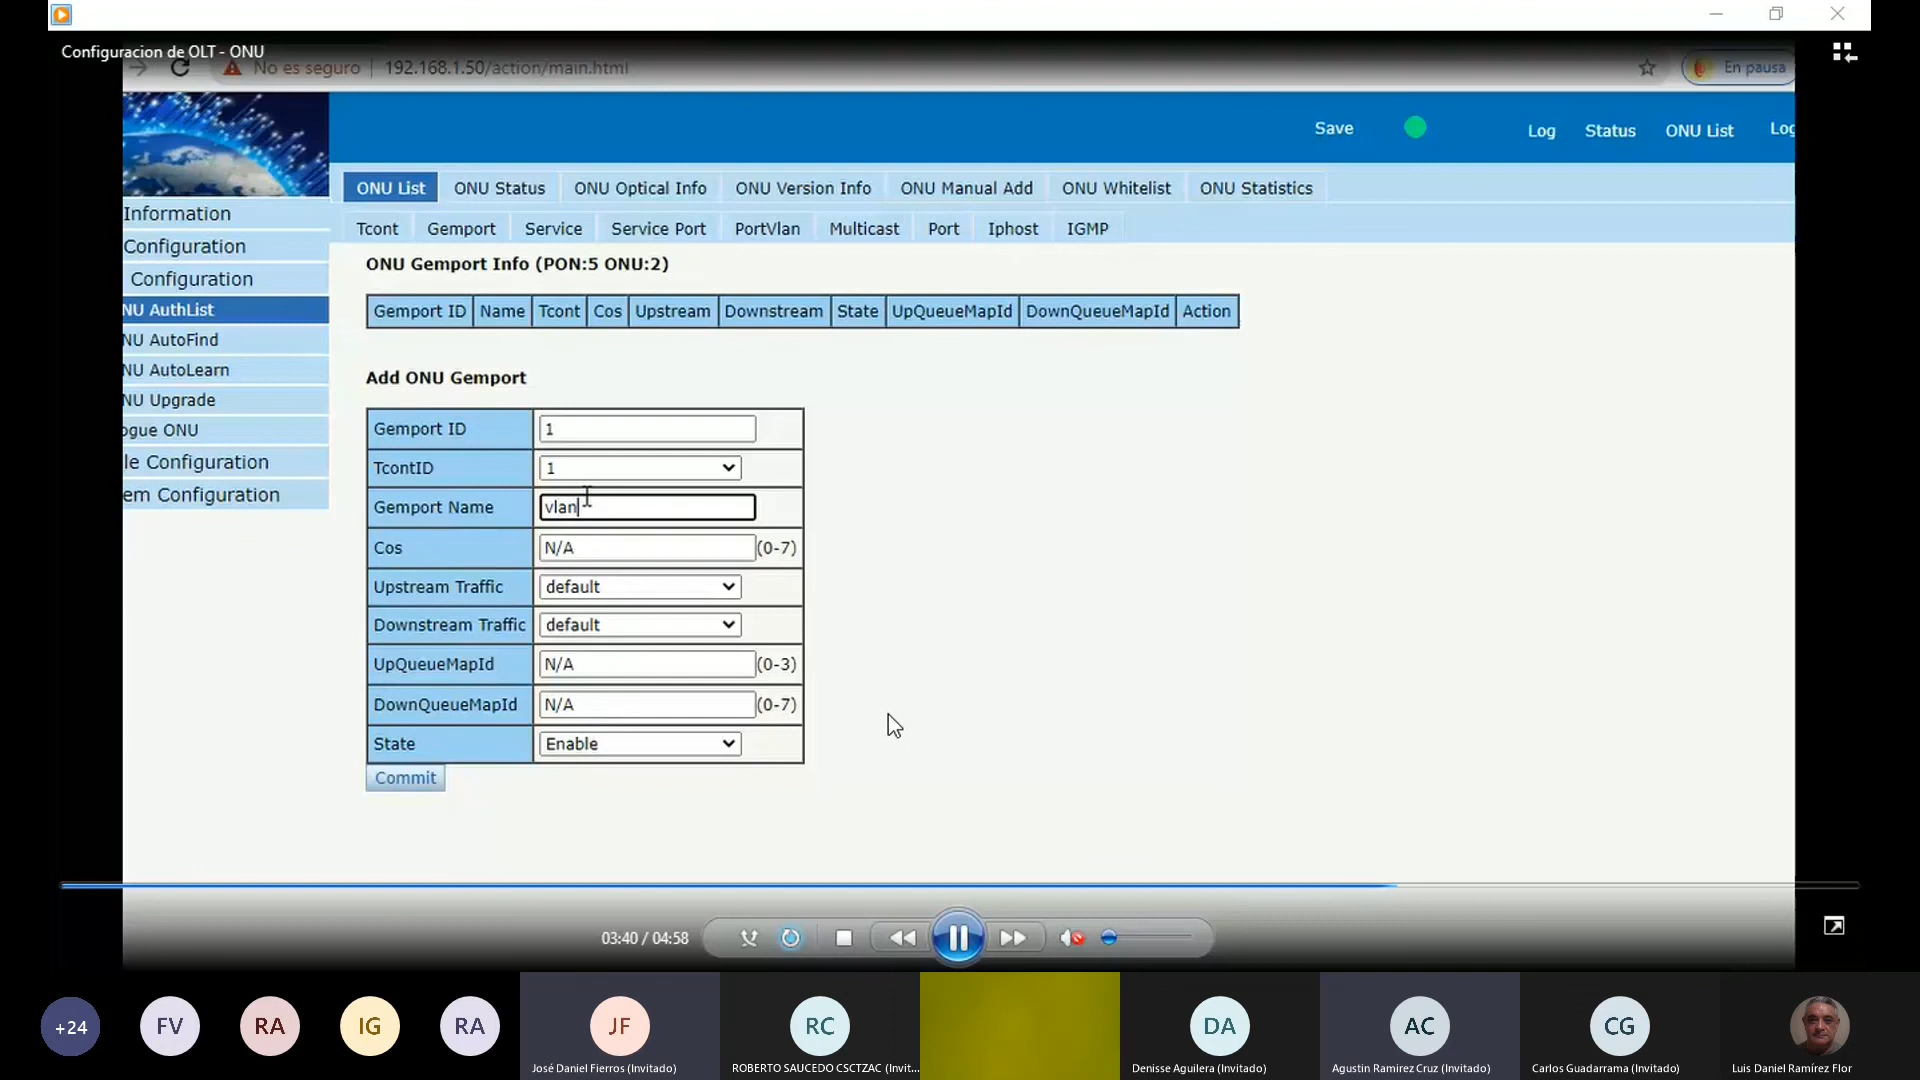 Configuracion de OLT - ONU
No es seguro
192.168.1.50/action/main.html
En pausa
Save
Log
Status
ONU List
Log
ONU List
ONU Status
ONU Optical Info
ONU Version Info
ONU Manual Add
ONU Whitelist
ONU Statistics
Tcont
Gemport
Service
Service Port
PortVlan
Multicast
Port
Iphost
IGMP
Information
Configuration
Configuration
NU AuthList
NU AutoFind
NU AutoLearn
NU Upgrade
ogue ONU
le Configuration
em Configuration
ONU Gemport Info (PON:5 ONU:2)
Gemport ID Name Tcont Cos Upstream Downstream State UpQueueMapId DownQueueMapId Action
Add ONU Gemport
Gemport ID 1
TcontID 1
Gemport Name vlan
Cos N/A (0-7)
Upstream Traffic default
Downstream Traffic default
UpQueueMapId N/A (0-3)
DownQueueMapId N/A (0-7)
State Enable
Commit
03:40 / 04:58
+24
FV
RA
IG
RA
JF
José Daniel Fierros (Invitado)
RC
ROBERTO SAUCEDO CSCTZAC (Invit...
DA
Denisse Aguilera (Invitado)
AC
Agustin Ramirez Cruz (Invitado)
CG
Carlos Guadarrama (Invitado)
Luis Daniel Ramírez Flor